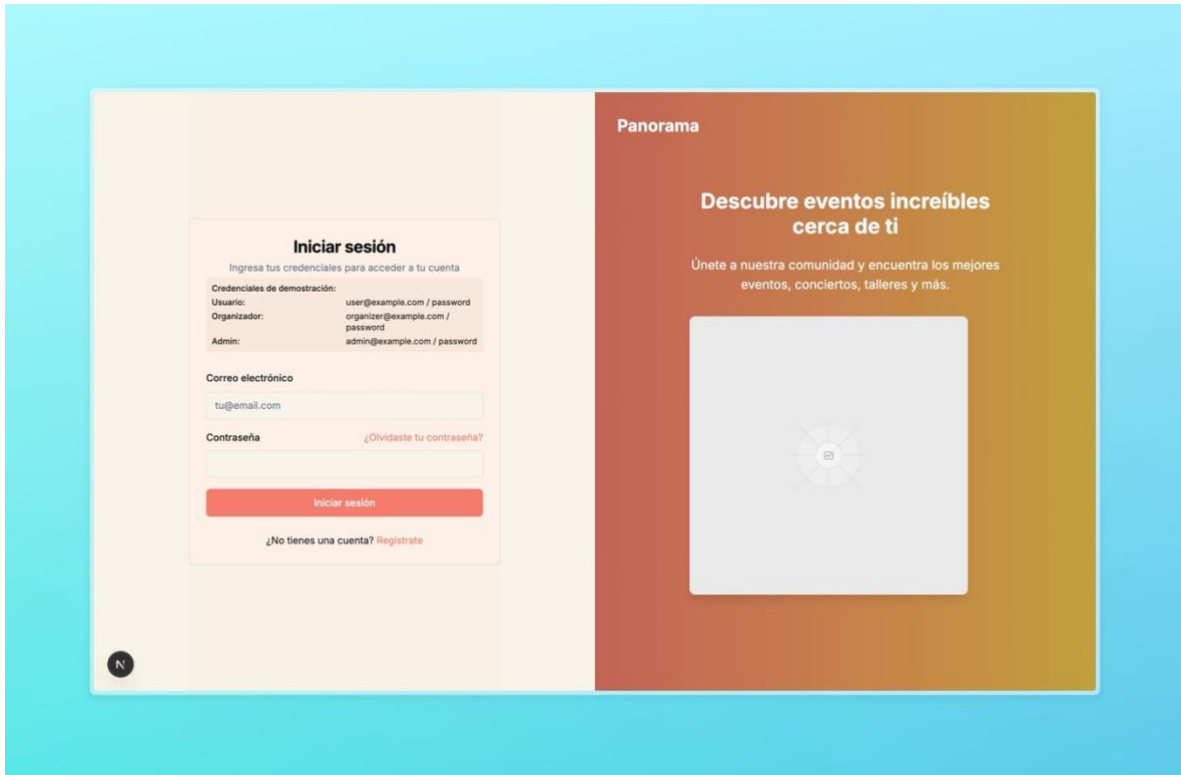 Iniciar sesión
Ingresa tus credenciales para acceder a tu cuenta
Credenciales de demostración:
Usuario: user@example.com / password
Organizador: organizer@example.com /
password
Admin: admin@example.com / password
Correo electrónico
tu@email.com
Contraseña ¿Olvidaste tu contraseña?
Iniciar sesión
¿No tienes una cuenta? Regístrate
N
Panorama
Descubre eventos increíbles
cerca de ti
Únete a nuestra comunidad y encuentra los mejores
eventos, conciertos, talleres y más.